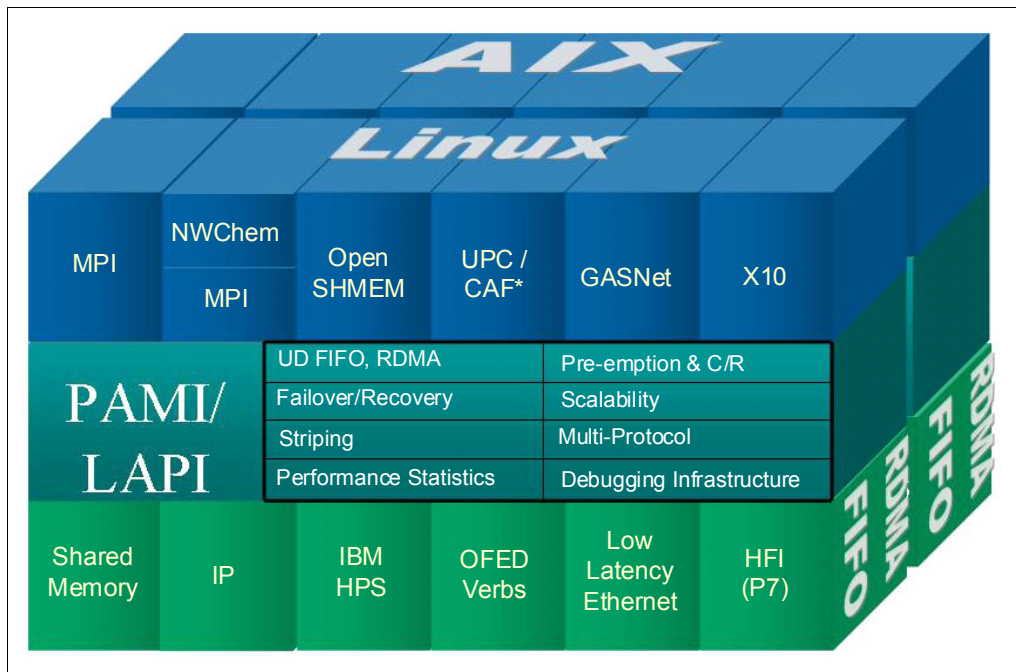 AIX
Linux
MPI
NWChem
MPI
Open
SHMEM
UPC /
CAF*
GASNet
X10
PAMI/
LAPI
UD FIFO, RDMA
Pre-emption & C/R
Failover/Recovery
Scalability
Striping
Multi-Protocol
Performance Statistics
Debugging Infrastructure
Shared
Memory
IP
IBM
HPS
OFED
Verbs
Low
Latency
Ethernet
HFI
(P7)
FIFO
RDMA
FIFO
RDMA